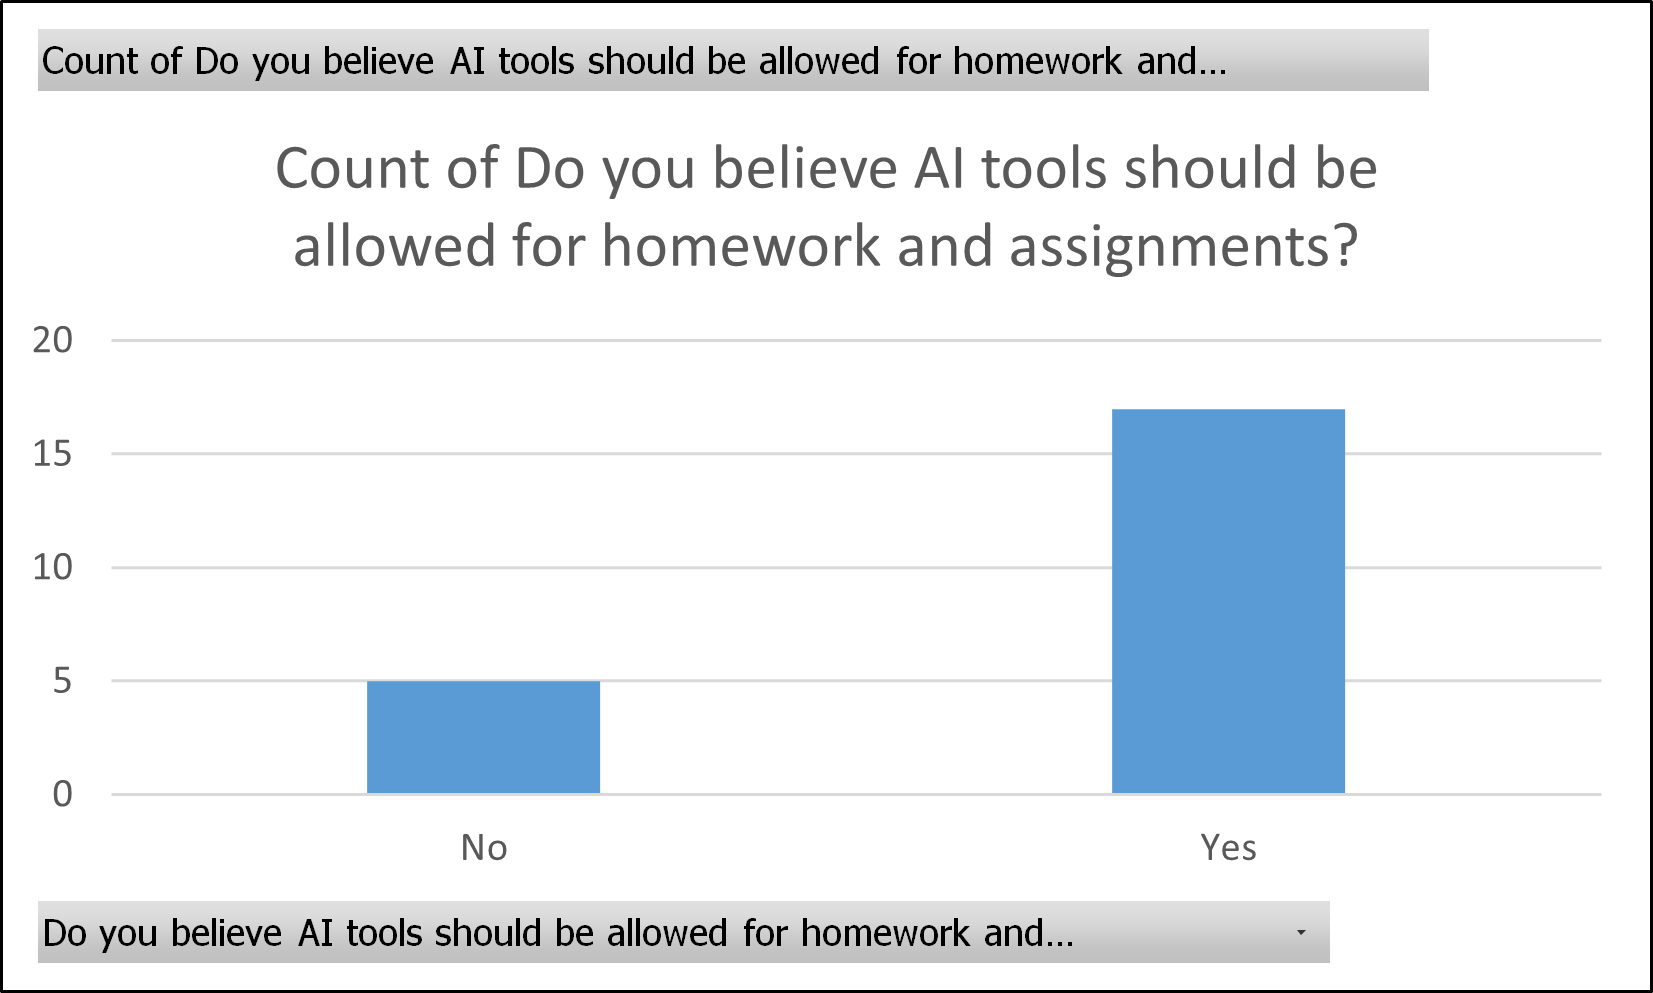 Count of Do you believe AI tools should be allowed for homework and...
Count of Do you believe AI tools should be
allowed for homework and assignments?
20
15
10
5
0
No
Yes
Do you believe AI tools should be allowed for homework and...